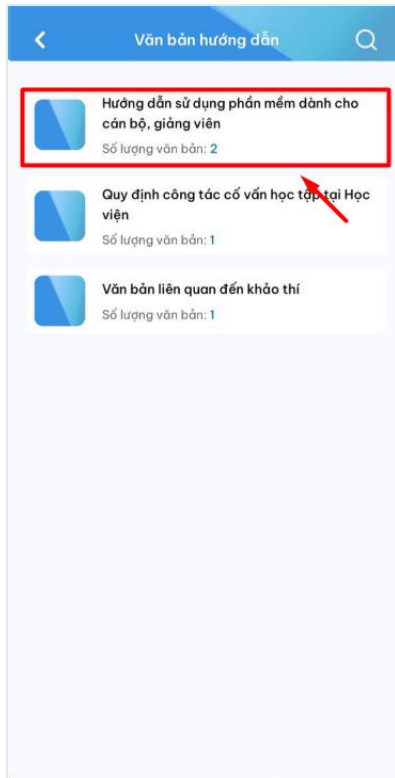 Văn bản hướng dẫn
Hướng dẫn sử dụng phần mềm dành cho
cán bộ, giảng viên
Số lượng văn bản: 2
Quy định công tác cố vấn học tập tại Học
viện
Số lượng văn bản: 1
Văn bản liên quan đến khảo thí
Số lượng văn bản: 1